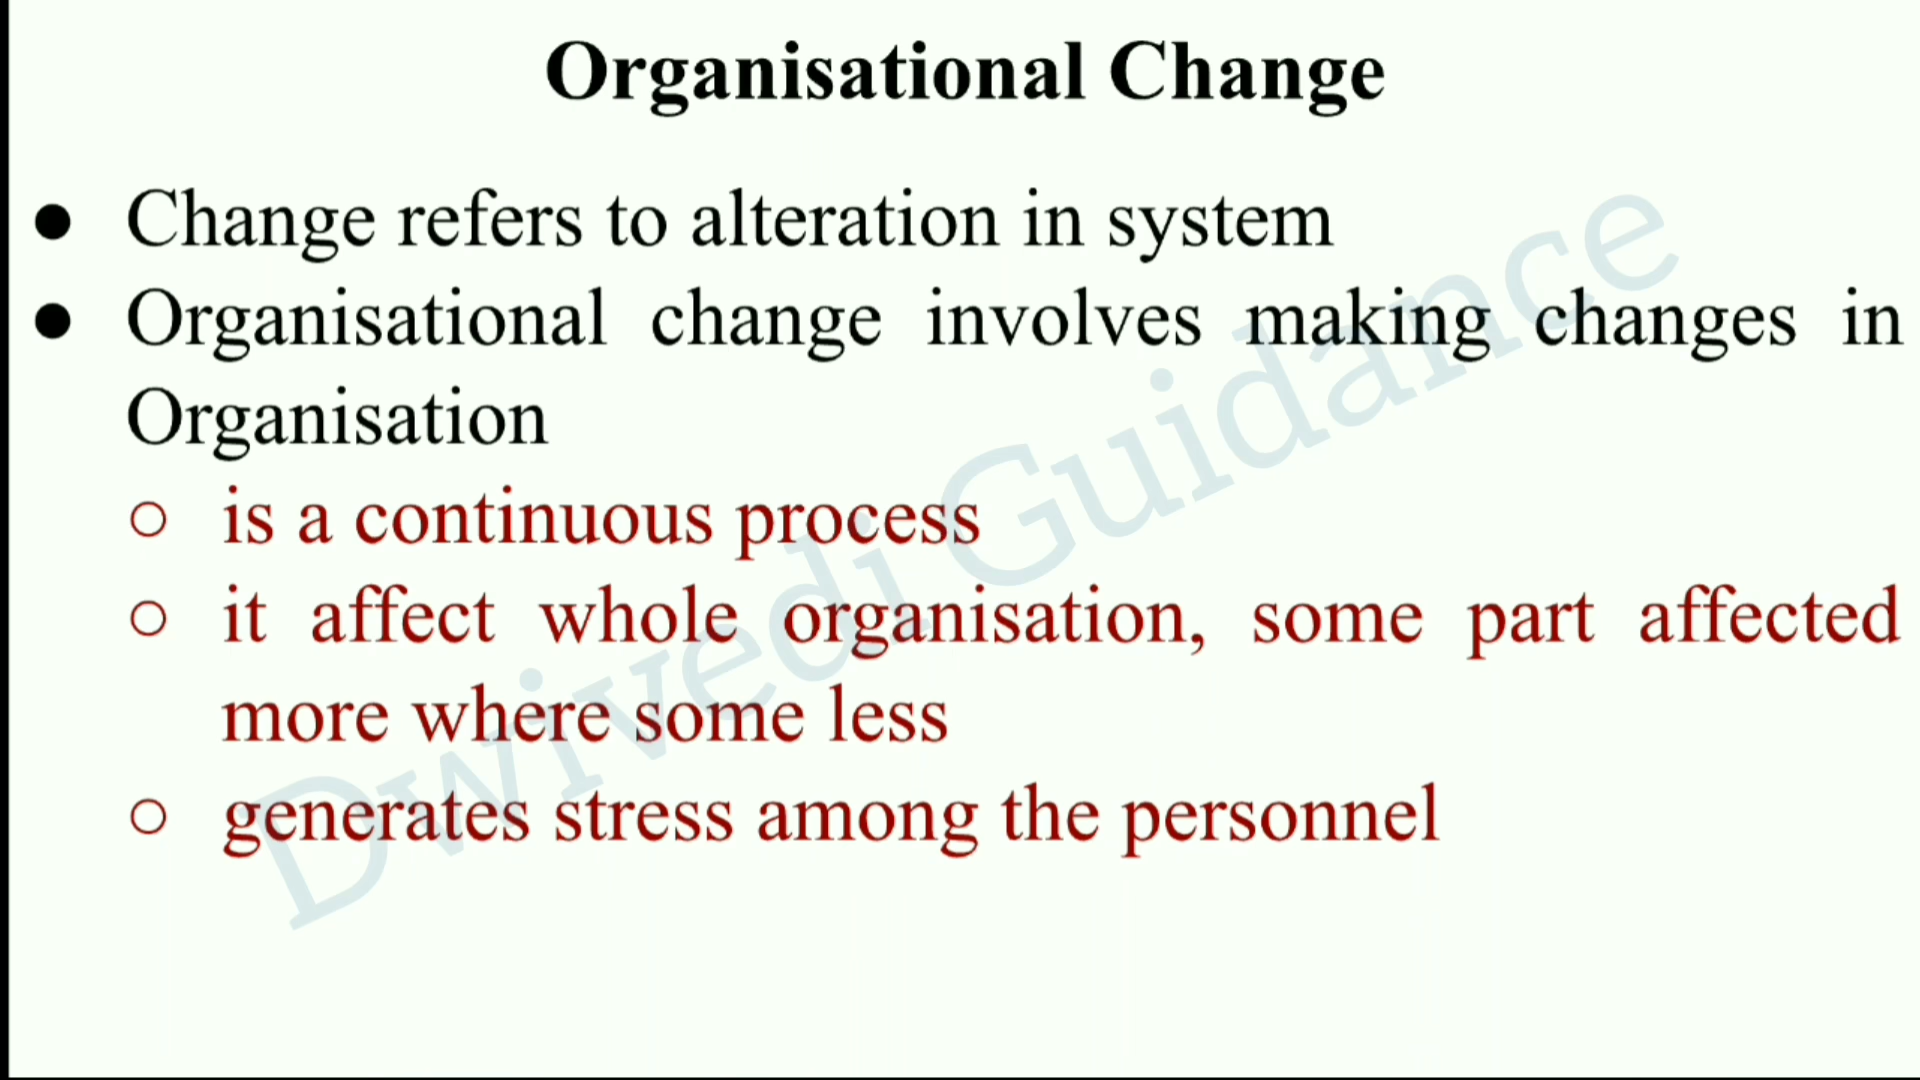 Organisational Change
● Change refers to alteration in system
● Organisational change involves making changes in
Organisation
○ is a continuous process
○ it affect whole organisation, some part affected
more where some less
○ generates stress among the personnel
Dwivedi Guidance